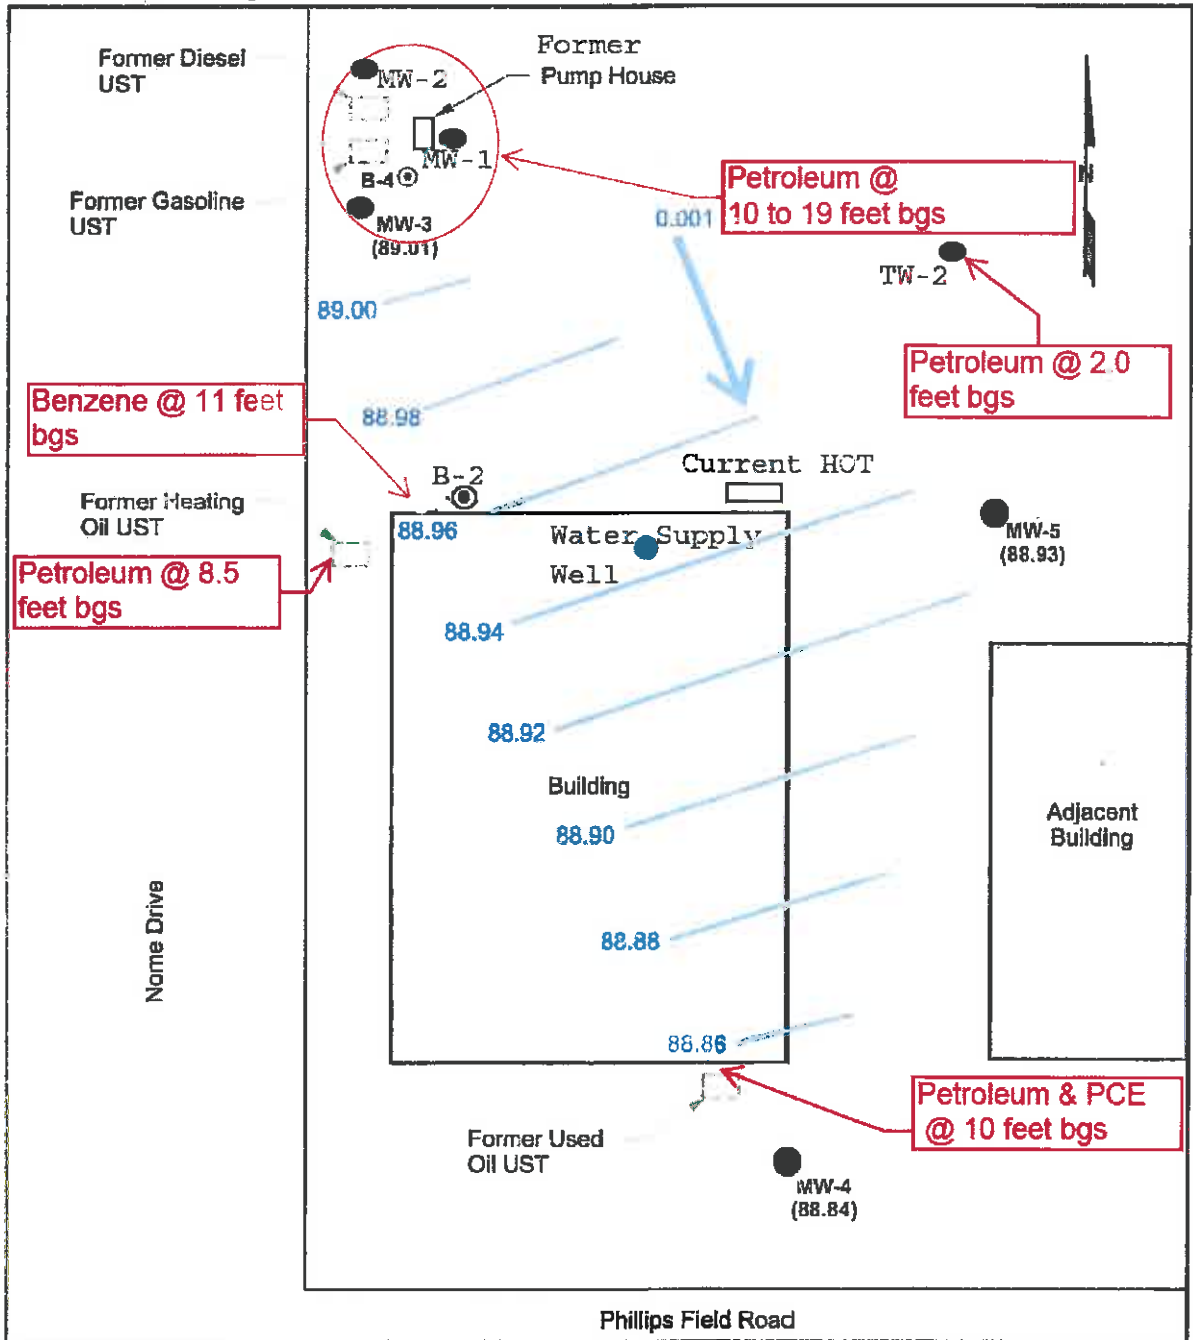 Former Diesel
UST
MW-2
Former
Pump House
MW-1
B-4
Former Gasoline
UST
MW-3
(89.01)
Petroleum @
10 to 19 feet bgs
N
0.001
TW-2
89.00
Petroleum @ 2.0
feet bgs
Benzene @ 11 feet
bgs
88.98
B-2
Current HOT
Former Heating
Oil UST
88.96
Water Supply
Well
MW-5
(88.93)
Petroleum @ 8.5
feet bgs
88.94
88.92
Building
88.90
Adjacent
Building
88.88
Nome Drive
88.86
Petroleum & PCE
@ 10 feet bgs
Former Used
Oil UST
MW-4
(88.84)
Phillips Field Road